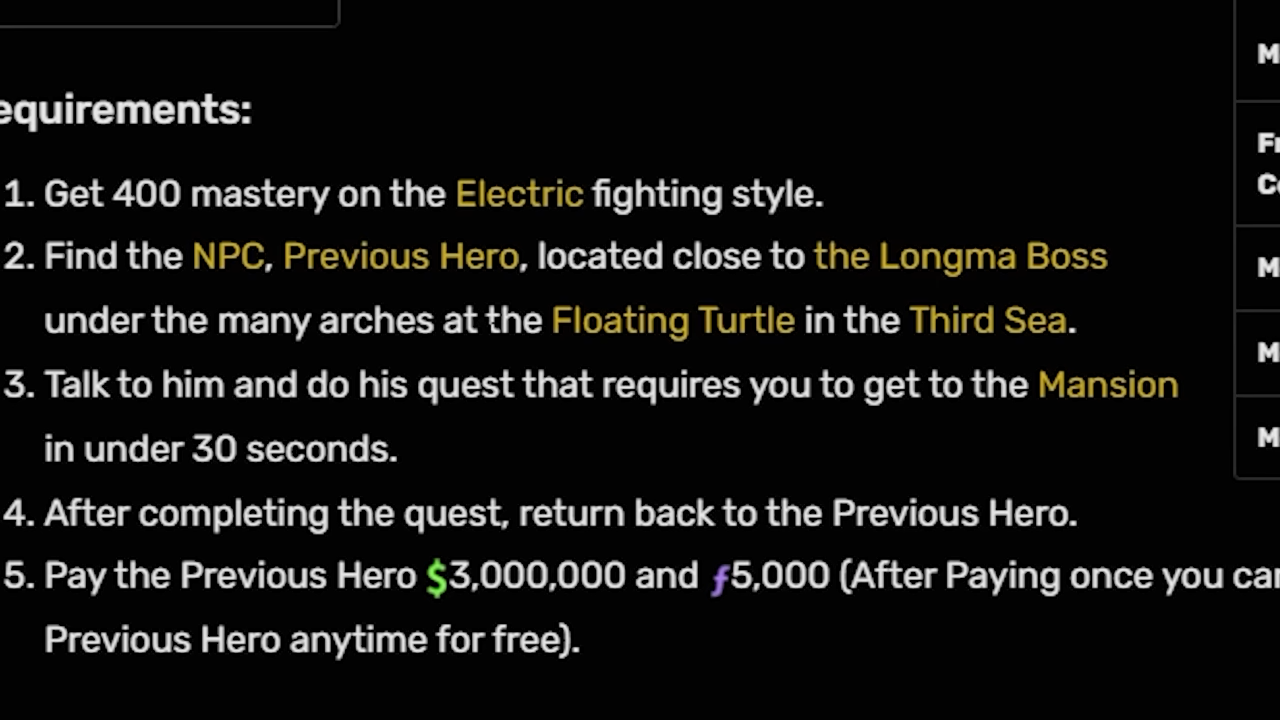 equirements:
1. Get 400 mastery on the Electric fighting style.
2. Find the NPC, Previous Hero, located close to the Longma Boss
under the many arches at the Floating Turtle in the Third Sea.
3. Talk to him and do his quest that requires you to get to the Mansion
in under 30 seconds.
4. After completing the quest, return back to the Previous Hero.
5. Pay the Previous Hero $3,000,000 and ƒ5,000 (After Paying once you can
Previous Hero anytime for free).
M
Fr
Co
M
M
M